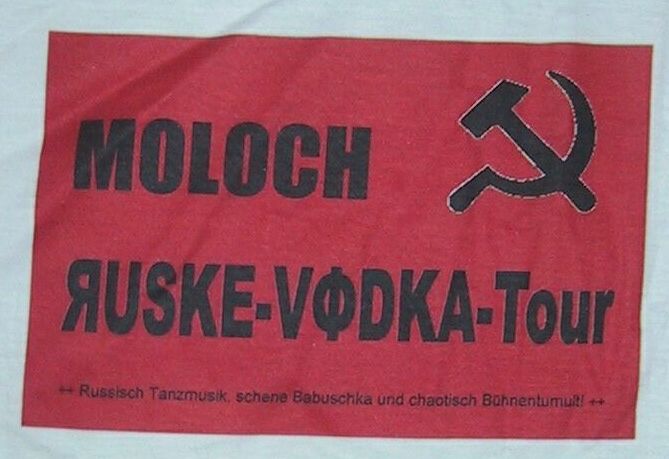 MOLOCH
ЯUSKE-VФDKA-Tour
++ Russisch Tanzmusik, schene Babuschka und chaotisch Bühnentumult! ++